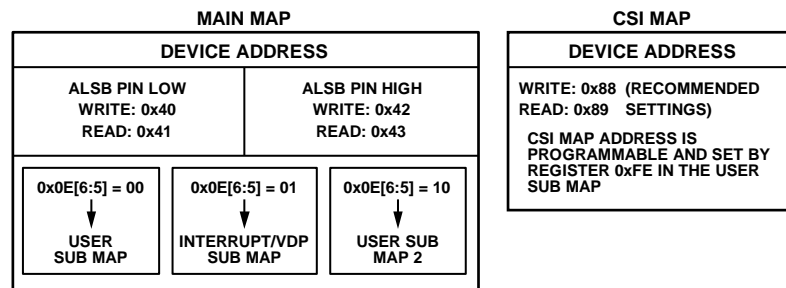 MAIN MAP
DEVICE ADDRESS
ALSB PIN LOW
WRITE: 0x40
READ: 0x41
ALSB PIN HIGH
WRITE: 0x42
READ: 0x43
0x0E[6:5] = 00
USER
SUB MAP
0x0E[6:5] = 01
INTERRUPT/VDP
SUB MAP
0x0E[6:5] = 10
USER SUB
MAP 2
CSI MAP
DEVICE ADDRESS
WRITE: 0x88 (RECOMMENDED
READ: 0x89 SETTINGS)
CSI MAP ADDRESS IS
PROGRAMMABLE AND SET BY
REGISTER 0xFE IN THE USER
SUB MAP